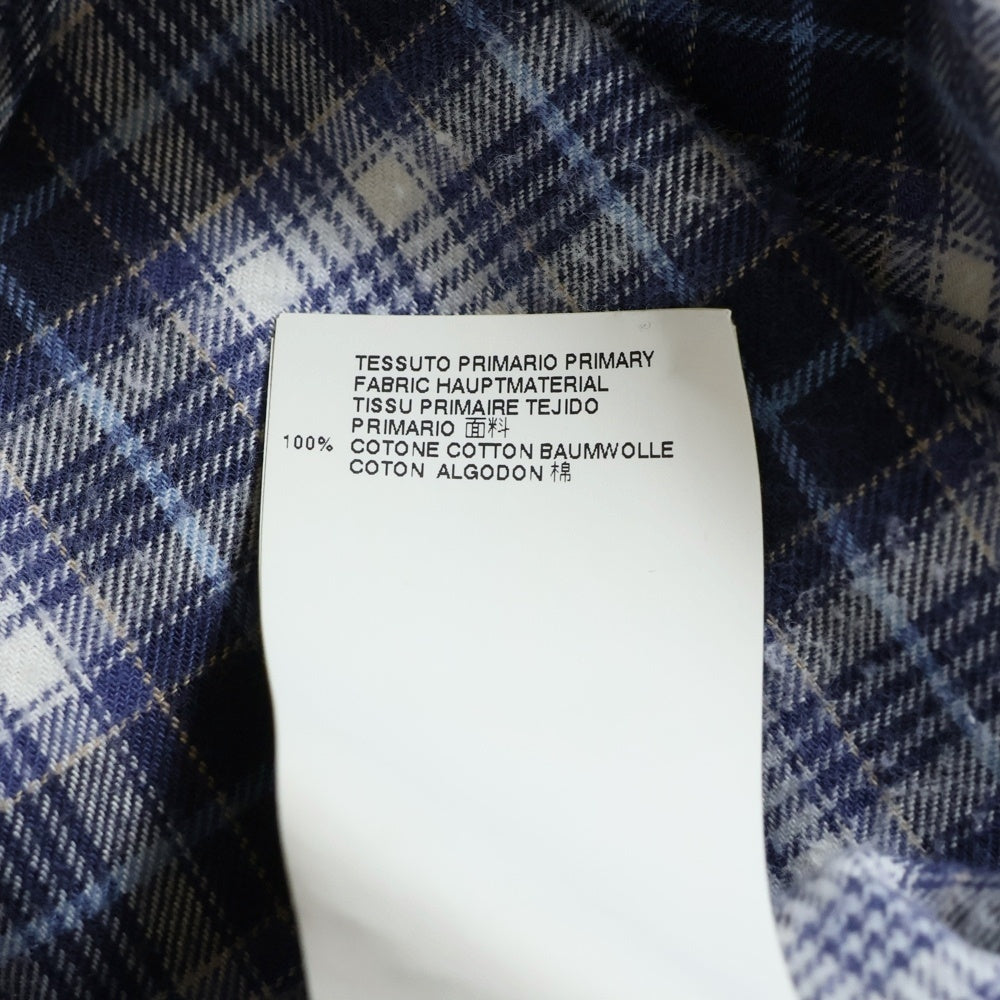 TESSUTO PRIMARIO PRIMARY
FABRIC HAUPTMATERIAL
TISSU PRIMAIRE TEJIDO
PRIMARIO 面料
100% COTONE COTTON BAUMWOLLE
COTON ALGODON 棉